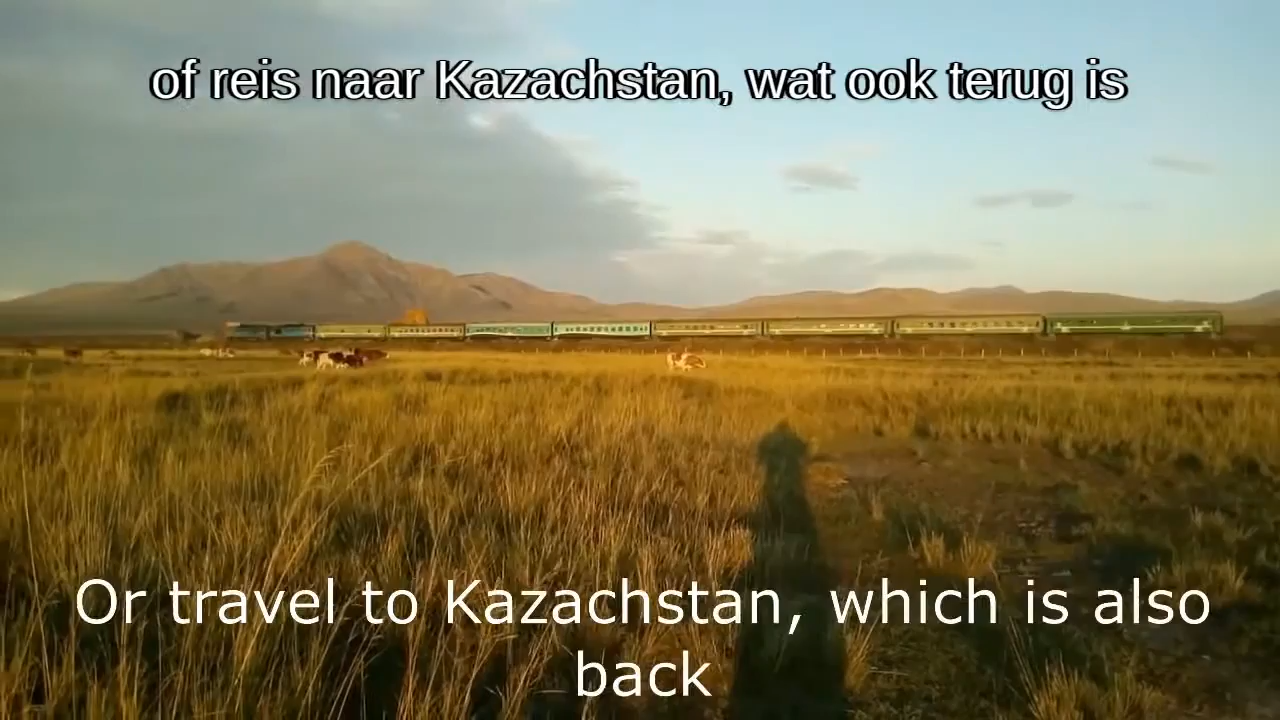 of reis naar Kazachstan, wat ook terug is
Or travel to Kazachstan, which is also
back